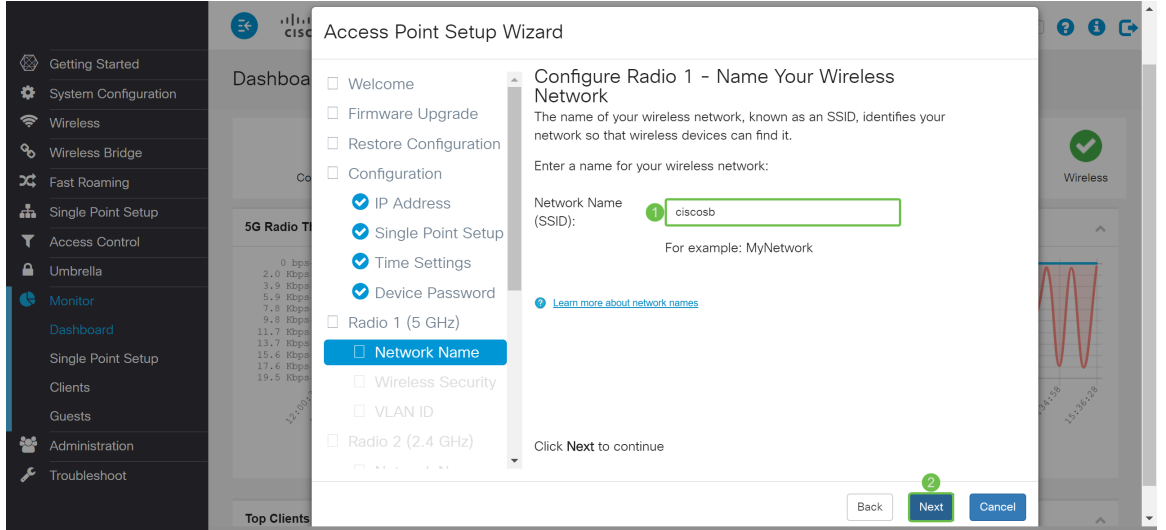 cisc
Getting Started
System Configuration
Wireless
Wireless Bridge
Fast Roaming
Single Point Setup
Access Control
Umbrella
Monitor
Dashboard
Single Point Setup
Clients
Guests
Administration
Troubleshoot
Dashboa
Co
Wireless
5G Radio Th
0 bps
2.0 Kbps
3.9 Kbps
5.9 Kbps
7.8 Kbps
9.8 Kbps
11.7 Kbps
13.7 Kbps
15.6 Kbps
17.6 Kbps
19.5 Kbps
15:36:28
Top Clients
Access Point Setup Wizard
Welcome
Firmware Upgrade
Restore Configuration
Configuration
IP Address
Single Point Setup
Time Settings
Device Password
Radio 1 (5 GHz)
Network Name
Wireless Security
VLAN ID
Radio 2 (2.4 GHz)
Configure Radio 1 - Name Your Wireless
Network
The name of your wireless network, known as an SSID, identifies your
network so that wireless devices can find it.
Enter a name for your wireless network:
Network Name
(SSID):
1
ciscosb
For example: MyNetwork
? Learn more about network names
Click Next to continue
2
Back
Next
Cancel